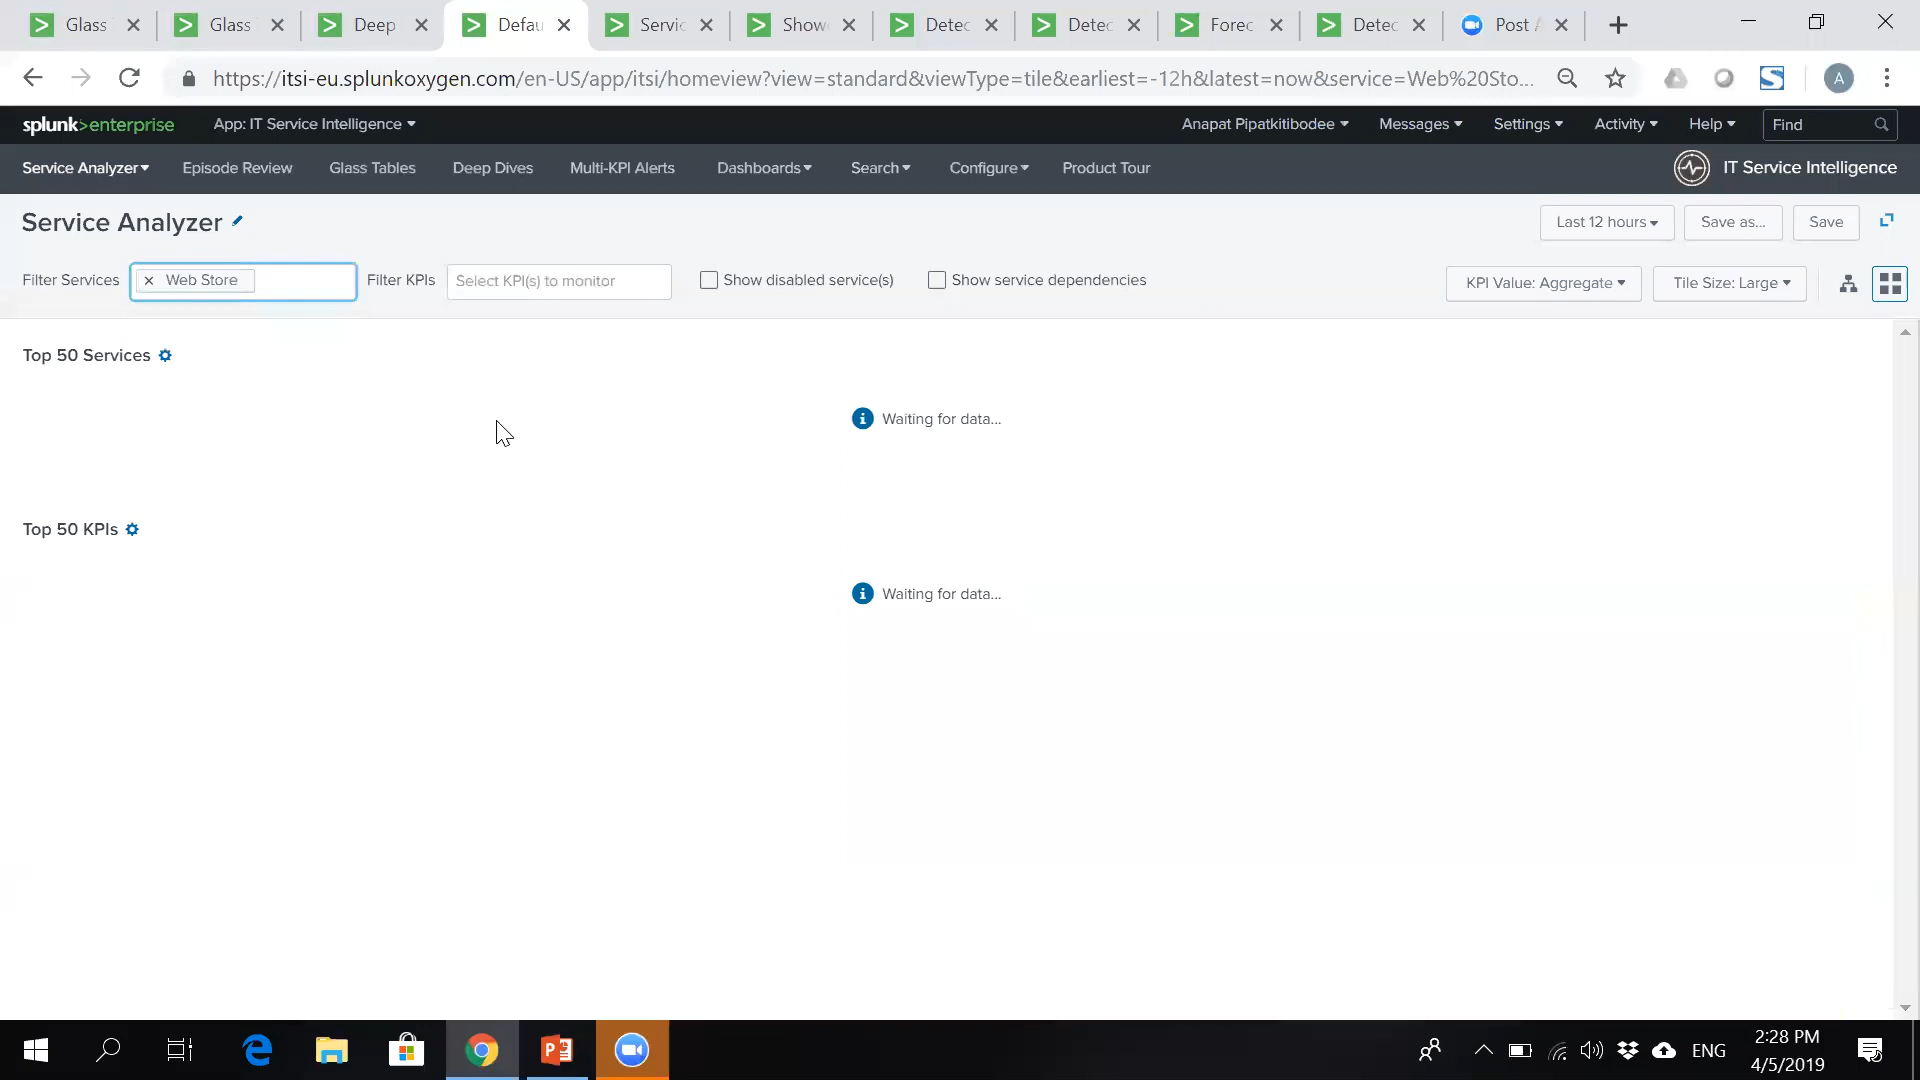 Glass
Glass
Deep
Defau
Servic
Show
Detec
Detec
Forec
Detec
Post A
https://itsi-eu.splunkoxygen.com/en-US/app/itsi/homeview?view=standard&viewType=tile&earliest=-12h&latest=now&service=Web%20Sto...
A
splunk>enterprise
App: IT Service Intelligence
Anapat Pipatkitibodee
Messages
Settings
Activity
Help
Find
Service Analyzer
Episode Review
Glass Tables
Deep Dives
Multi-KPI Alerts
Dashboards
Search
Configure
Product Tour
IT Service Intelligence
Service Analyzer
Last 12 hours
Save as...
Save
Filter Services
Web Store
Filter KPIs
Select KPI(s) to monitor
Show disabled service(s)
Show service dependencies
KPI Value: Aggregate
Tile Size: Large
Top 50 Services
Waiting for data...
Top 50 KPIs
Waiting for data...
ENG
2:28 PM
4/5/2019